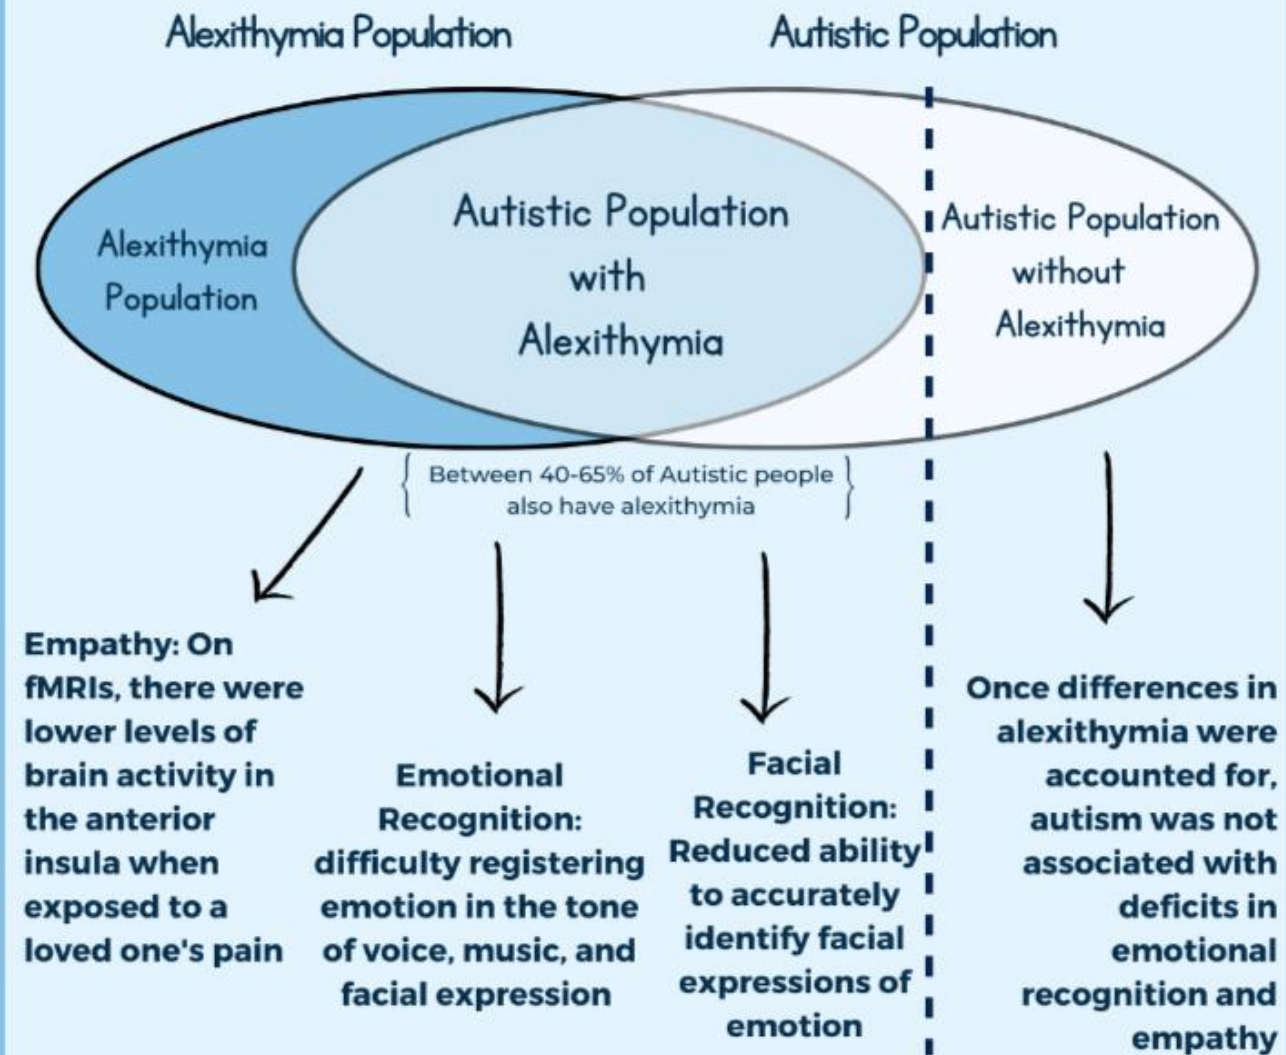 Alexithymia Population
Autistic Population
Alexithymia
Population
Autistic Population
with
Alexithymia
Autistic Population
without
Alexithymia
{ Between 40-65% of Autistic people
also have alexithymia }
Empathy: On
fMRIs, there were
lower levels of
brain activity in
the anterior
insula when
exposed to a
loved one's pain
Emotional
Recognition:
difficulty registering
emotion in the tone
of voice, music, and
facial expression
Facial
Recognition:
Reduced ability
to accurately
identify facial
expressions of
emotion
Once differences in
alexithymia were
accounted for,
autism was not
associated with
deficits in
emotional
recognition and
empathy